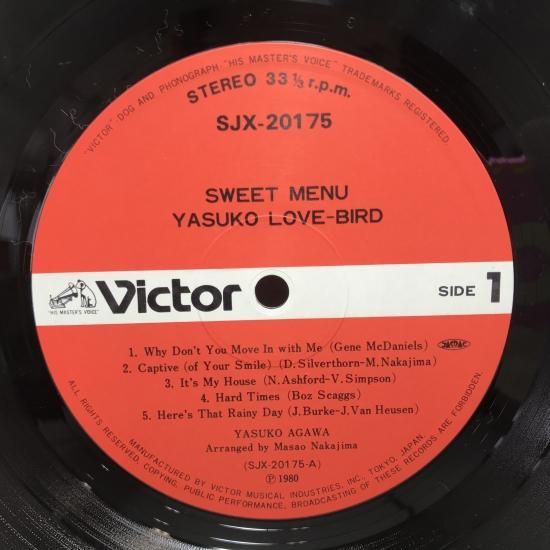 "VICTOR" DOG AND PHONOGRAPH "HIS MASTER'S VOICE" TRADEMARKS REGISTERED
STEREO 33 1/3 r.p.m.
SJX-20175
SWEET MENU
YASUKO LOVE-BIRD
"HIS MASTER'S VOICE"
Victor
SIDE 1
JASRAC
1. Why Don't You Move In with Me (Gene McDaniels)
2. Captive (of Your Smile) (D.Silverthorn-M.Nakajima)
3. It's My House (N.Ashford-V.Simpson)
4. Hard Times (Boz Scaggs)
5. Here's That Rainy Day (J.Burke-J.Van Heusen)
YASUKO AGAWA
Arranged by Masao Nakajima
(SJX-20175-A)
℗ 1980
MANUFACTURED BY VICTOR MUSICAL INDUSTRIES, INC., TOKYO, JAPAN.
ALL RIGHTS RESERVED. COPYING, PUBLIC PERFORMANCE, BROADCASTING OF THESE RECORDS ARE FORBIDDEN.